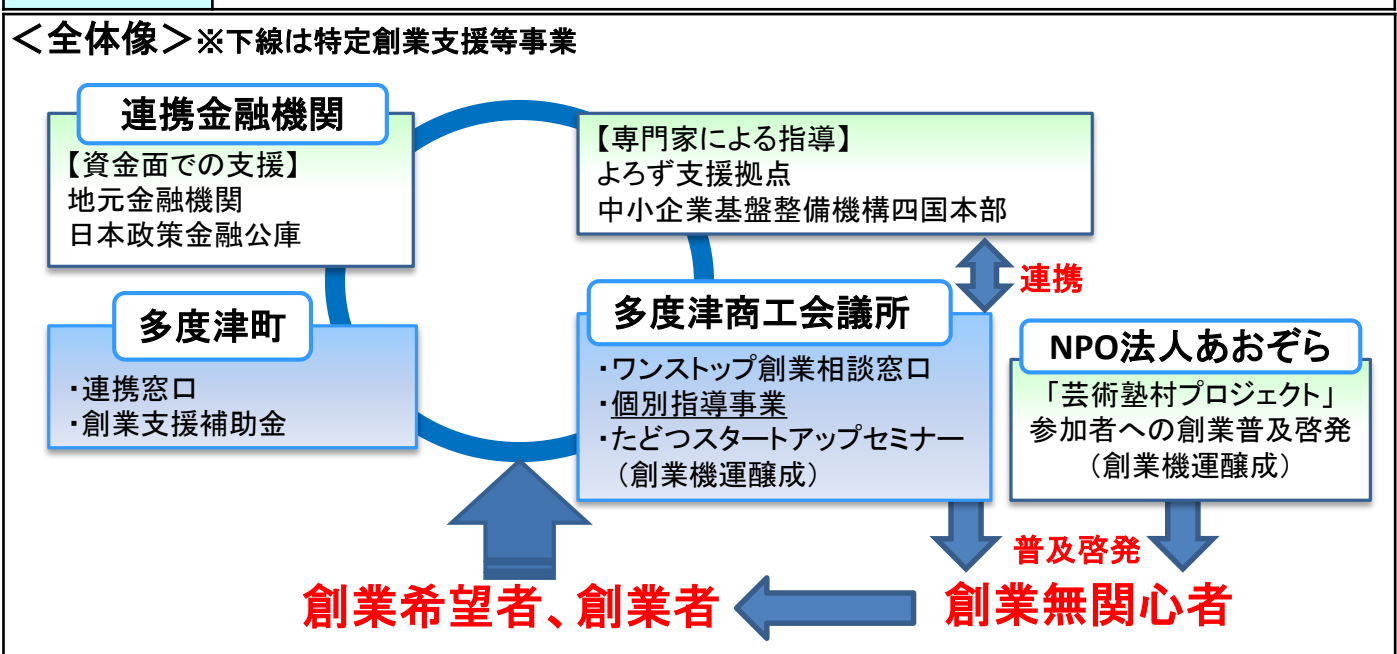 ＜全体像＞※下線は特定創業支援等事業
連携金融機関
【資金面での支援】
地元金融機関
日本政策金融公庫
【専門家による指導】
よろず支援拠点
中小企業基盤整備機構四国本部
連携
多度津町
・連携窓口
・創業支援補助金
多度津商工会議所
・ワンストップ創業相談窓口
・個別指導事業
・たどつスタートアップセミナー
（創業機運醸成）
NPO法人あおぞら
「芸術塾村プロジェクト」
参加者への創業普及啓発
（創業機運醸成）
普及啓発
創業希望者、創業者
創業無関心者